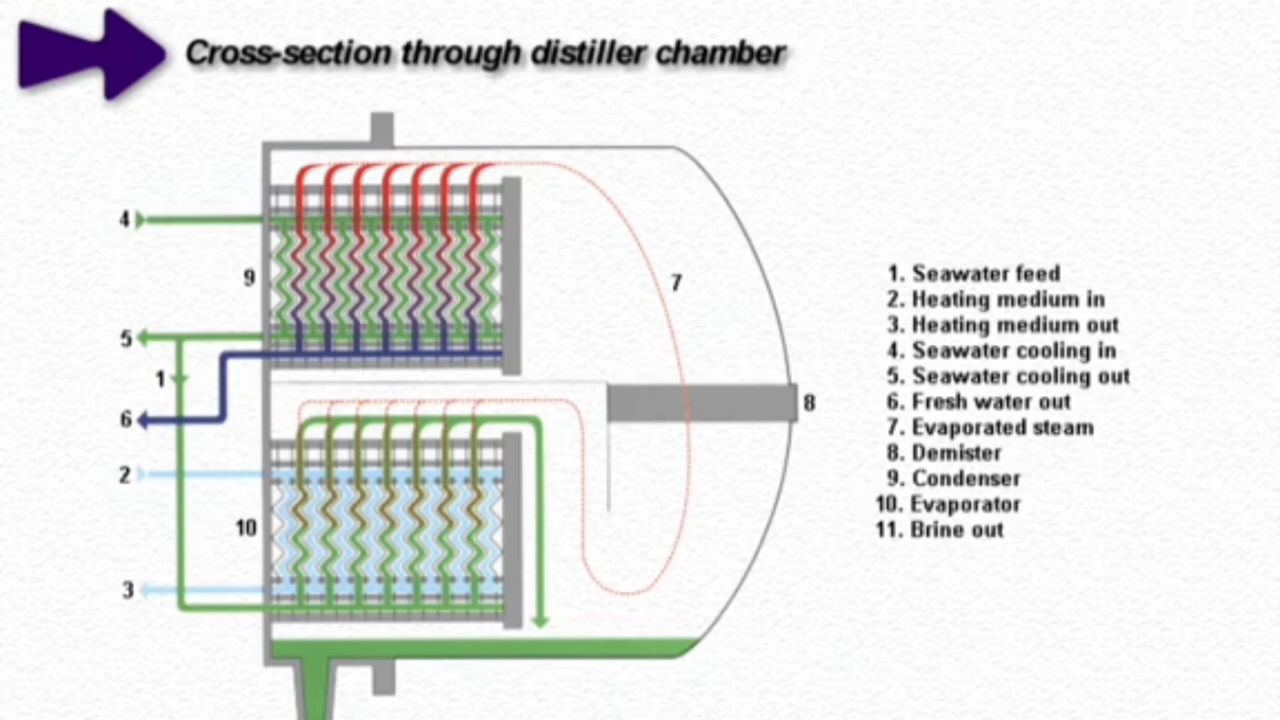 Cross-section through distiller chamber
4
9
7
5
1
8
6
2
10
3
1. Seawater feed
2. Heating medium in
3. Heating medium out
4. Seawater cooling in
5. Seawater cooling out
6. Fresh water out
7. Evaporated steam
8. Demister
9. Condenser
10. Evaporator
11. Brine out